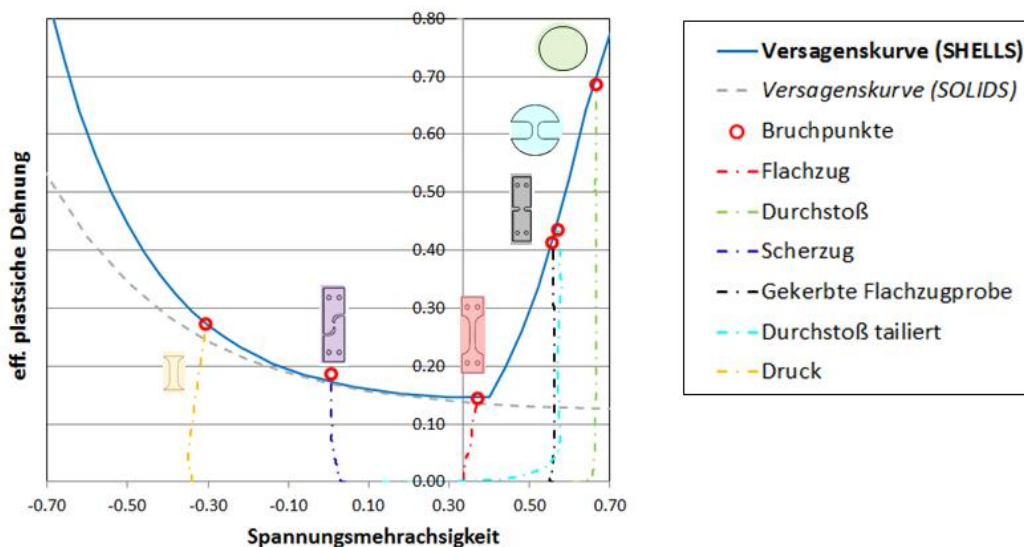 0.80
0.70
0.60
0.50
0.40
0.30
0.20
0.10
0.00
eff. plastsiche Dehnung
-0.70 -0.50 -0.30 -0.10 0.10 0.30 0.50 0.70
Spannungsmehrachsigkeit
Versagenskurve (SHELLS)
Versagenskurve (SOLIDS)
Bruchpunkte
Flachzug
Durchstoß
Scherzug
Gekerbte Flachzugprobe
Durchstoß tailiert
Druck